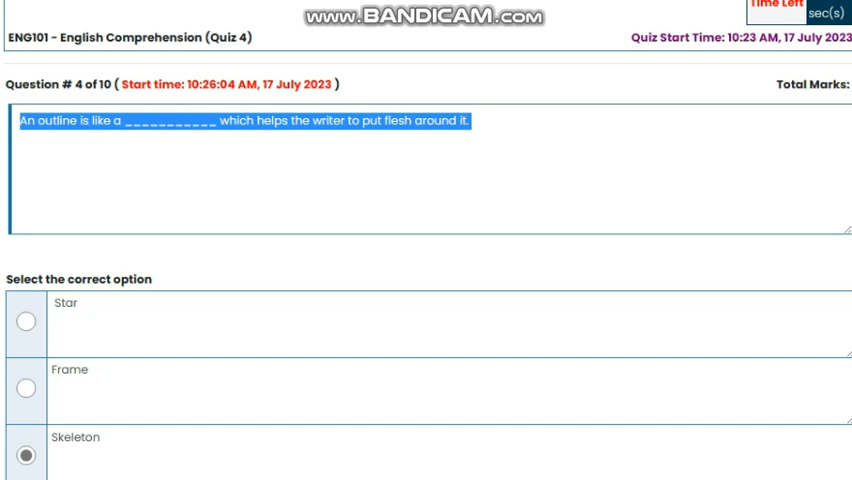 www.BANDICAM.com
Time Left
sec(s)
ENG101 - English Comprehension (Quiz 4)
Quiz Start Time: 10:23 AM, 17 July 2023
Question # 4 of 10 ( Start time: 10:26:04 AM, 17 July 2023 )
Total Marks:
An outline is like a ___________ which helps the writer to put flesh around it.
Select the correct option
Star
Frame
Skeleton